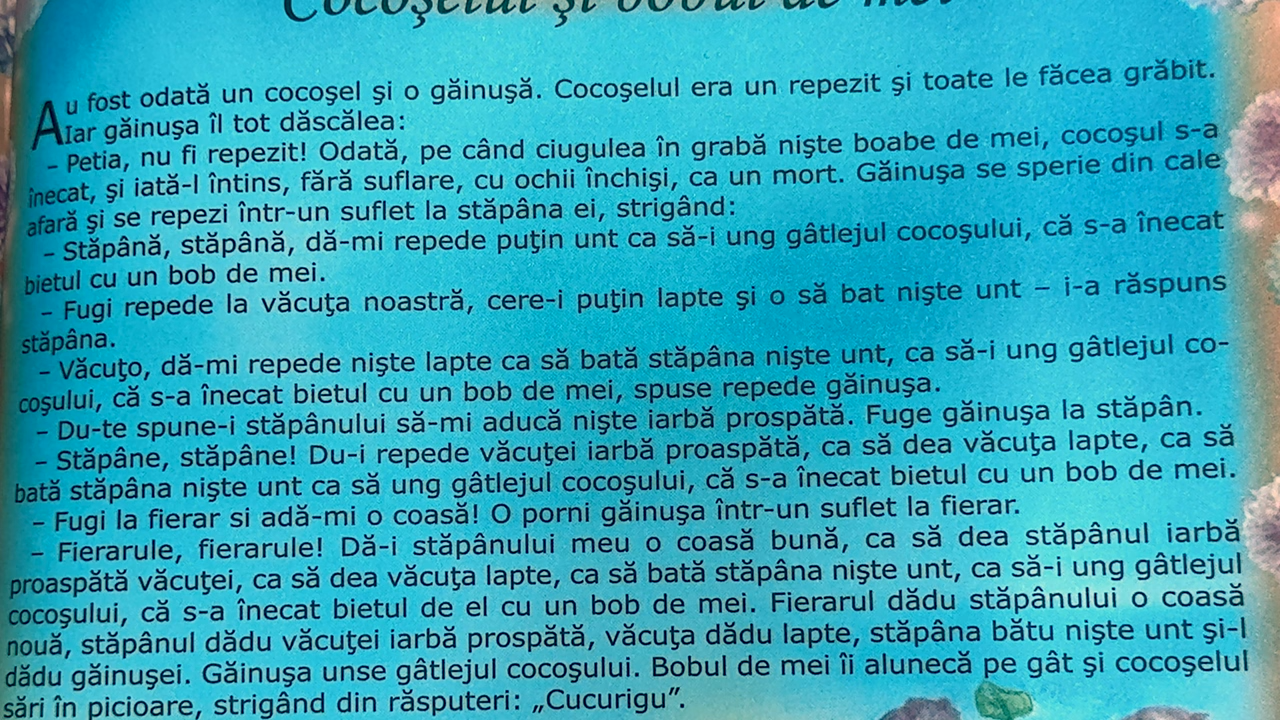 Cocoşelul şi bobul de mei
Au fost odată un cocoşel şi o găinuşă. Cocoşelul era un repezit şi toate le făcea grăbit.
Iar găinuşa îl tot dăscălea:
– Petia, nu fi repezit! Odată, pe când ciugulea în grabă nişte boabe de mei, cocoşul s-a
înecat, şi iată-l întins, fără suflare, cu ochii închişi, ca un mort. Găinuşa se sperie din cale
afară şi se repezi într-un suflet la stăpâna ei, strigând:
– Stăpână, stăpână, dă-mi repede puţin unt ca să-i ung gâtlejul cocoşului, că s-a înecat
bietul cu un bob de mei.
– Fugi repede la văcuţa noastră, cere-i puţin lapte şi o să bat nişte unt – i-a răspuns
stăpâna.
– Văcuţo, dă-mi repede nişte lapte ca să bată stăpâna nişte unt, ca să-i ung gâtlejul co-
coşului, că s-a înecat bietul cu un bob de mei, spuse repede găinuşa.
– Du-te spune-i stăpânului să-mi aducă nişte iarbă prospătă. Fuge găinuşa la stăpân.
– Stăpâne, stăpâne! Du-i repede văcuţei iarbă proaspătă, ca să dea văcuţa lapte, ca să
bată stăpâna nişte unt ca să ung gâtlejul cocoşului, că s-a înecat bietul cu un bob de mei.
– Fugi la fierar si adă-mi o coasă! O porni găinuşa într-un suflet la fierar.
– Fierarule, fierarule! Dă-i stăpânului meu o coasă bună, ca să dea stăpânul iarbă
proaspătă văcuţei, ca să dea văcuţa lapte, ca să bată stăpâna nişte unt, ca să-i ung gâtlejul
cocoşului, că s-a înecat bietul de el cu un bob de mei. Fierarul dădu stăpânului o coasă
nouă, stăpânul dădu văcuţei iarbă prospătă, văcuţa dădu lapte, stăpâna bătu nişte unt şi-l
dădu găinuşei. Găinuşa unse gâtlejul cocoşului. Bobul de mei îi alunecă pe gât şi cocoşelul
sări în picioare, strigând din răsputeri: „Cucurigu”.